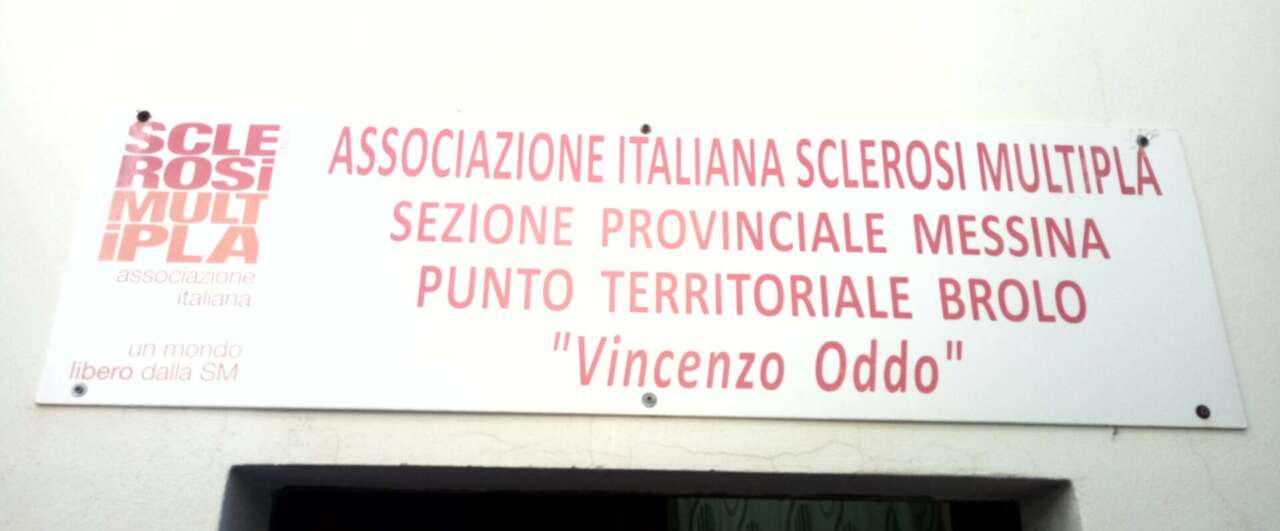 SCLE
ROSi
MULT
iPLA
associazione
italiana
un mondo
libero dalla SM
ASSOCIAZIONE ITALIANA SCLEROSI MULTIPLA
SEZIONE PROVINCIALE MESSINA
PUNTO TERRITORIALE BROLO
"Vincenzo Oddo"